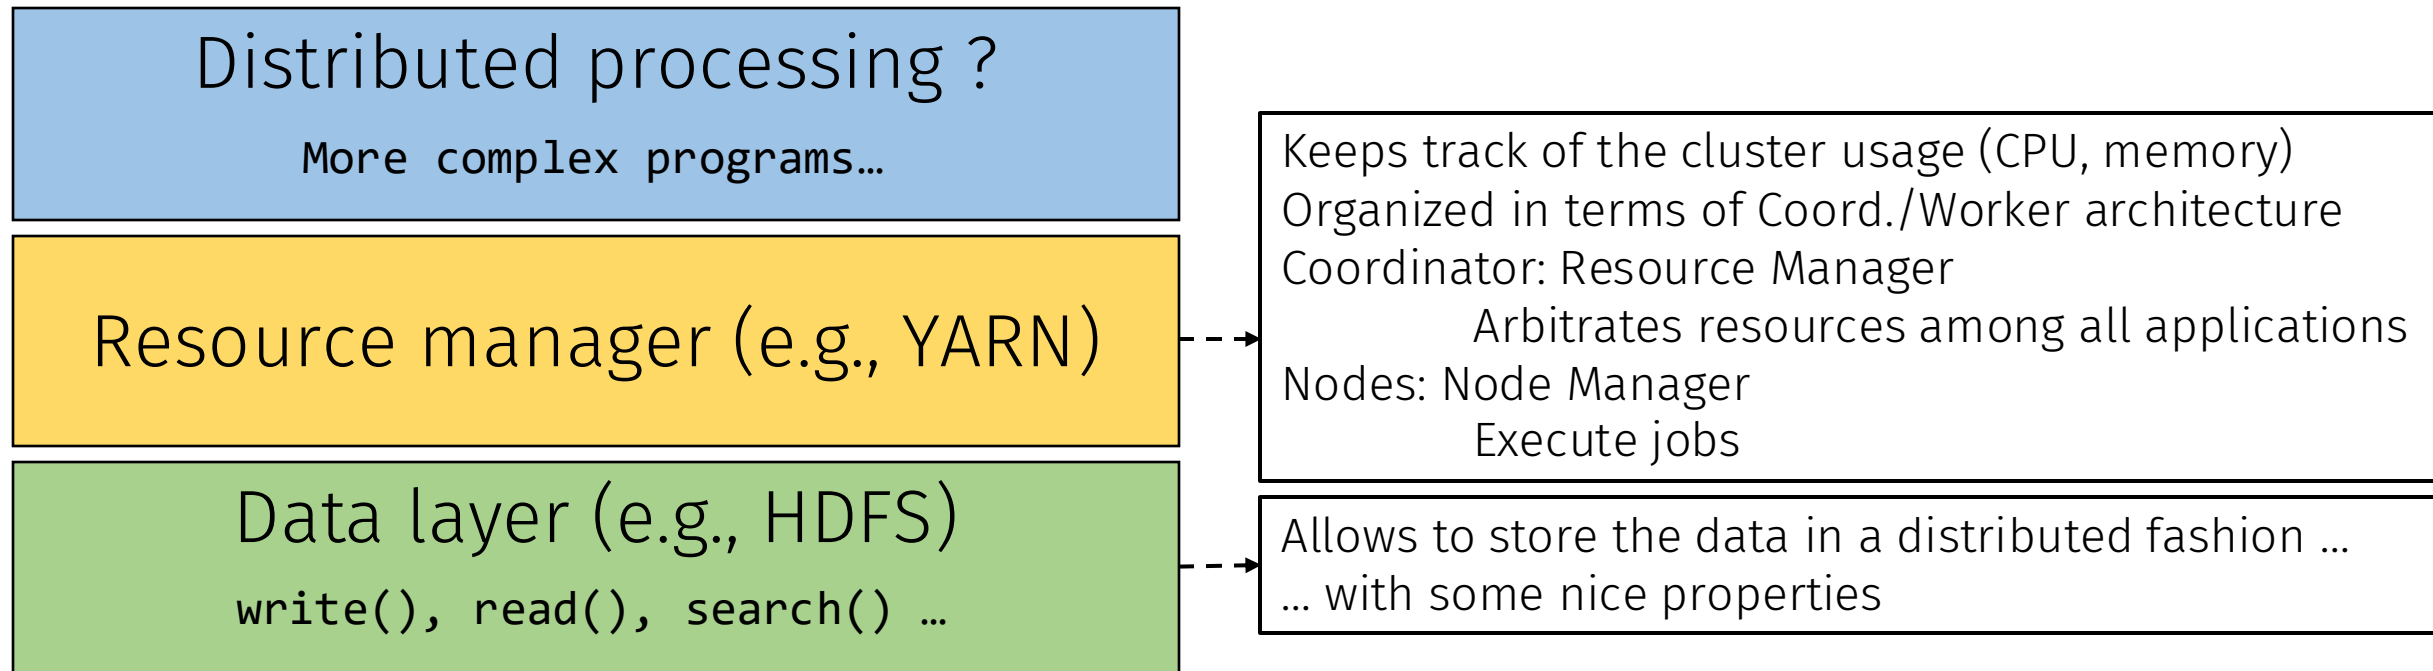 Distributed processing ?
More complex programs…
Resource manager (e.g., YARN)
Data layer (e.g., HDFS)
write(), read(), search() …
Keeps track of the cluster usage (CPU, memory)
Organized in terms of Coord./Worker architecture
Coordinator: Resource Manager
Arbitrates resources among all applications
Nodes: Node Manager
Execute jobs
Allows to store the data in a distributed fashion …
… with some nice properties